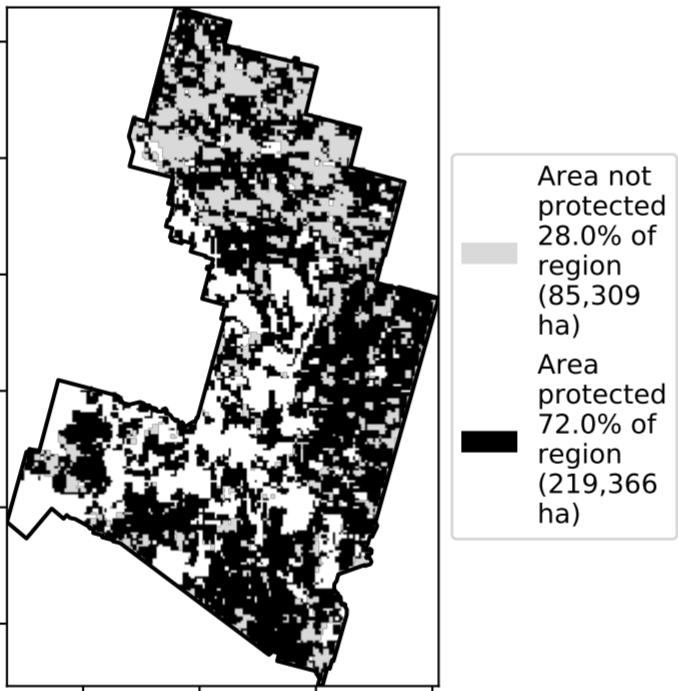 Area not
protected
28.0% of
region
(85,309
ha)
Area
protected
72.0% of
region
(219,366
ha)